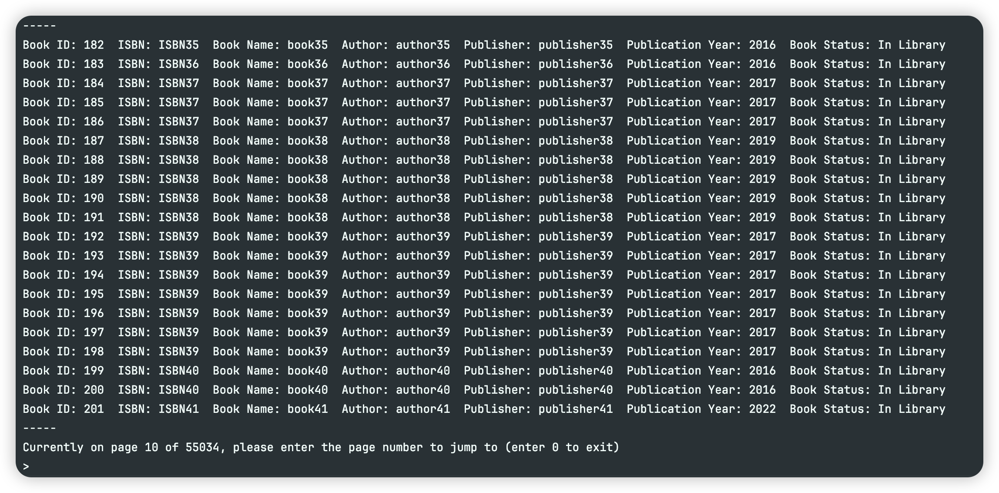 -----
Book ID: 182  ISBN: ISBN35  Book Name: book35  Author: author35  Publisher: publisher35  Publication Year: 2016  Book Status: In Library
Book ID: 183  ISBN: ISBN36  Book Name: book36  Author: author36  Publisher: publisher36  Publication Year: 2016  Book Status: In Library
Book ID: 184  ISBN: ISBN37  Book Name: book37  Author: author37  Publisher: publisher37  Publication Year: 2017  Book Status: In Library
Book ID: 185  ISBN: ISBN37  Book Name: book37  Author: author37  Publisher: publisher37  Publication Year: 2017  Book Status: In Library
Book ID: 186  ISBN: ISBN37  Book Name: book37  Author: author37  Publisher: publisher37  Publication Year: 2017  Book Status: In Library
Book ID: 187  ISBN: ISBN38  Book Name: book38  Author: author38  Publisher: publisher38  Publication Year: 2019  Book Status: In Library
Book ID: 188  ISBN: ISBN38  Book Name: book38  Author: author38  Publisher: publisher38  Publication Year: 2019  Book Status: In Library
Book ID: 189  ISBN: ISBN38  Book Name: book38  Author: author38  Publisher: publisher38  Publication Year: 2019  Book Status: In Library
Book ID: 190  ISBN: ISBN38  Book Name: book38  Author: author38  Publisher: publisher38  Publication Year: 2019  Book Status: In Library
Book ID: 191  ISBN: ISBN38  Book Name: book38  Author: author38  Publisher: publisher38  Publication Year: 2019  Book Status: In Library
Book ID: 192  ISBN: ISBN39  Book Name: book39  Author: author39  Publisher: publisher39  Publication Year: 2017  Book Status: In Library
Book ID: 193  ISBN: ISBN39  Book Name: book39  Author: author39  Publisher: publisher39  Publication Year: 2017  Book Status: In Library
Book ID: 194  ISBN: ISBN39  Book Name: book39  Author: author39  Publisher: publisher39  Publication Year: 2017  Book Status: In Library
Book ID: 195  ISBN: ISBN39  Book Name: book39  Author: author39  Publisher: publisher39  Publication Year: 2017  Book Status: In Library
Book ID: 196  ISBN: ISBN39  Book Name: book39  Author: author39  Publisher: publisher39  Publication Year: 2017  Book Status: In Library
Book ID: 197  ISBN: ISBN39  Book Name: book39  Author: author39  Publisher: publisher39  Publication Year: 2017  Book Status: In Library
Book ID: 198  ISBN: ISBN39  Book Name: book39  Author: author39  Publisher: publisher39  Publication Year: 2017  Book Status: In Library
Book ID: 199  ISBN: ISBN40  Book Name: book40  Author: author40  Publisher: publisher40  Publication Year: 2016  Book Status: In Library
Book ID: 200  ISBN: ISBN40  Book Name: book40  Author: author40  Publisher: publisher40  Publication Year: 2016  Book Status: In Library
Book ID: 201  ISBN: ISBN41  Book Name: book41  Author: author41  Publisher: publisher41  Publication Year: 2022  Book Status: In Library
-----
Currently on page 10 of 55034, please enter the page number to jump to (enter 0 to exit)
>